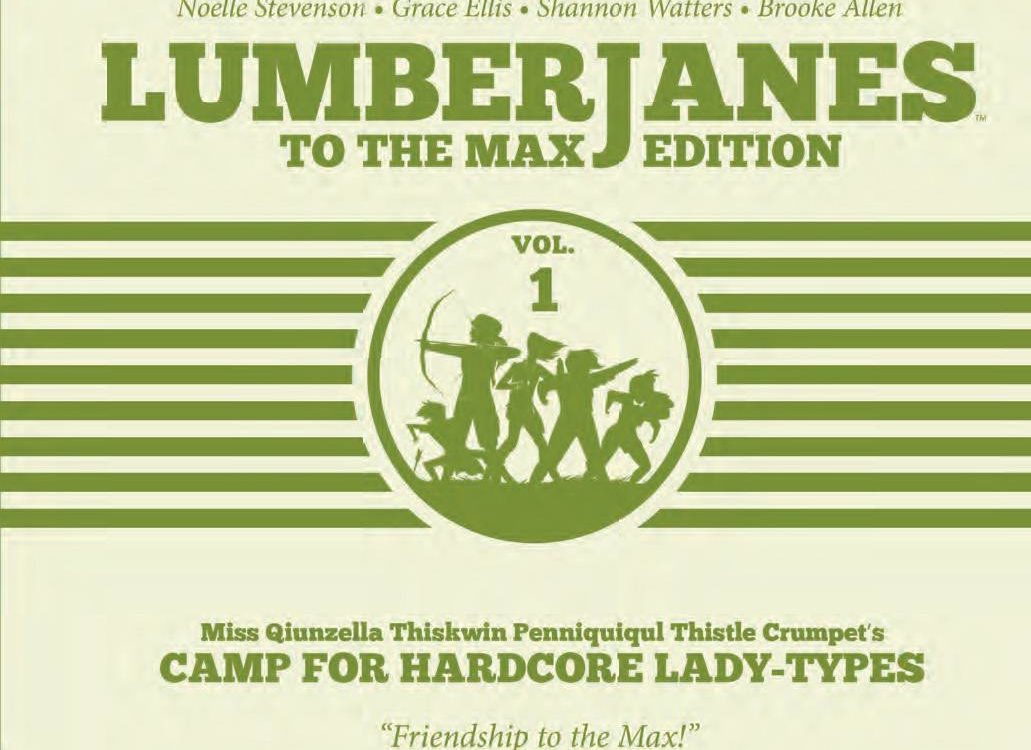 Noelle Stevenson • Grace Ellis • Shannon Watters • Brooke Allen
LUMBERJANES™
TO THE MAX EDITION
VOL.
1
Miss Qiunzella Thiskwin Penniquiqul Thistle Crumpet's
CAMP FOR HARDCORE LADY-TYPES
“Friendship to the Max!”